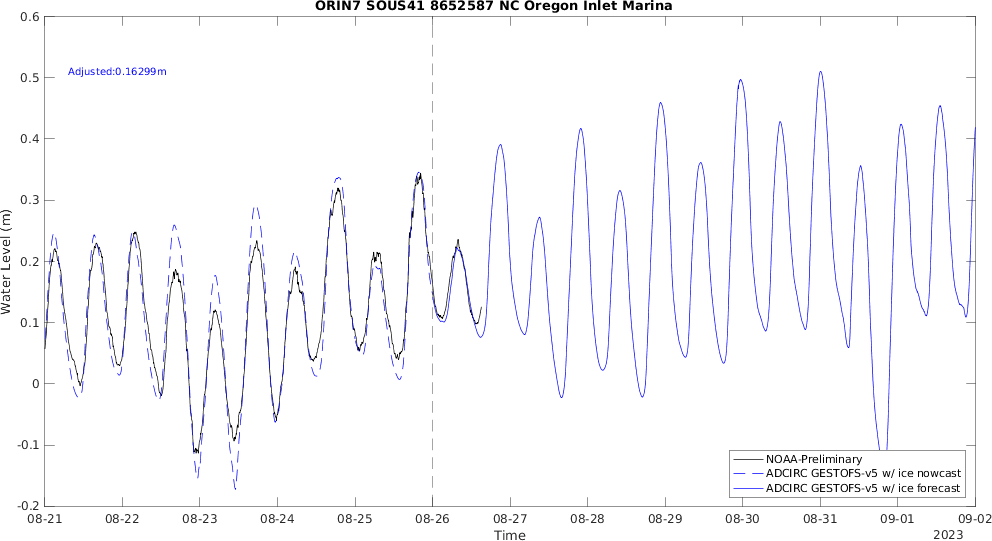 ORIN7 SOUS41 8652587 NC Oregon Inlet Marina
Adjusted:0.16299m
Water Level (m)
0.6
0.5
0.4
0.3
0.2
0.1
0
-0.1
-0.2
NOAA-Preliminary
ADCIRC GESTOFS-v5 w/ ice nowcast
ADCIRC GESTOFS-v5 w/ ice forecast
08-21 08-22 08-23 08-24 08-25 08-26 08-27 08-28 08-29 08-30 08-31 09-01 09-02
Time
2023